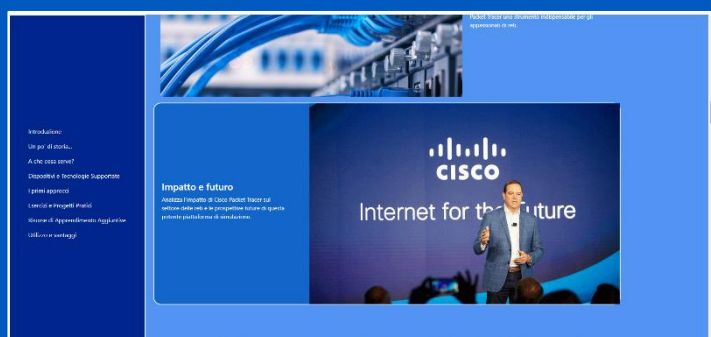 Packet Tracer uno strumento indispensabile per gli
appassionati di reti.
Introduzione
Un po' di storia...
A che cosa serve?
Dispositivi e Tecnologie Supportate
I primi approcci
Esercizi e Progetti Pratici
Risorse di Apprendimento Aggiuntive
Utilizzo e vantaggi
Impatto e futuro
Analizza l'impatto di Cisco Packet Tracer sul
settore delle reti e le prospettive future di questa
potente piattaforma di simulazione.
CISCO
Internet for the uture